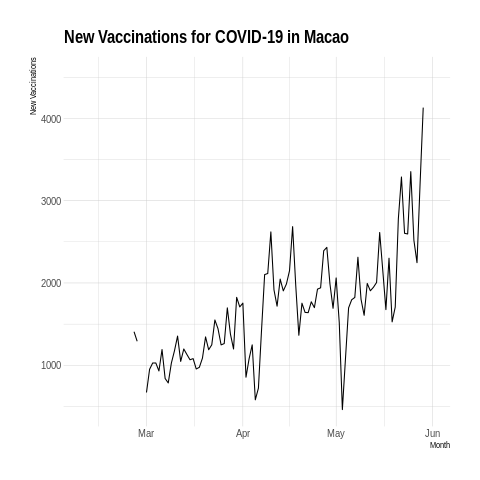 New Vaccinations for COVID-19 in Macao
New Vaccinations
4000
3000
2000
1000
Mar Apr May Jun
Month